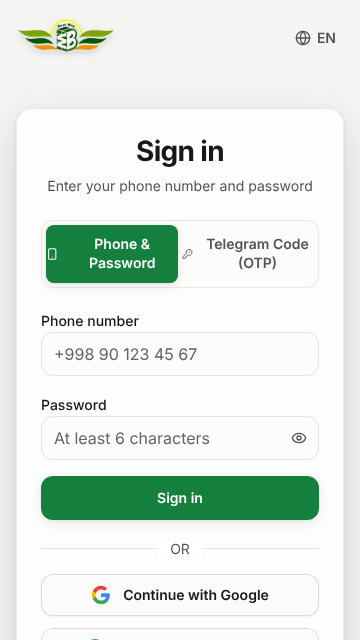 EN
Sign in
Enter your phone number and password
Phone &
Password
Telegram Code
(OTP)
Phone number
+998 90 123 45 67
Password
At least 6 characters
Sign in
OR
Continue with Google